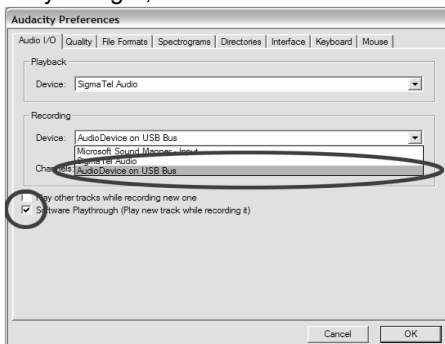 Audacity Preferences
Audio I/O Quality File Formats Spectrograms Directories Interface Keyboard Mouse
Playback
Device: SigmaTel Audio
Recording
Device: AudioDevice on USB Bus
Microsoft Sound Mapper - Input
SigmaTel Audio
Channels: AudioDevice on USB Bus
Play other tracks while recording new one
Software Playthrough (Play new track while recording it)
Cancel OK